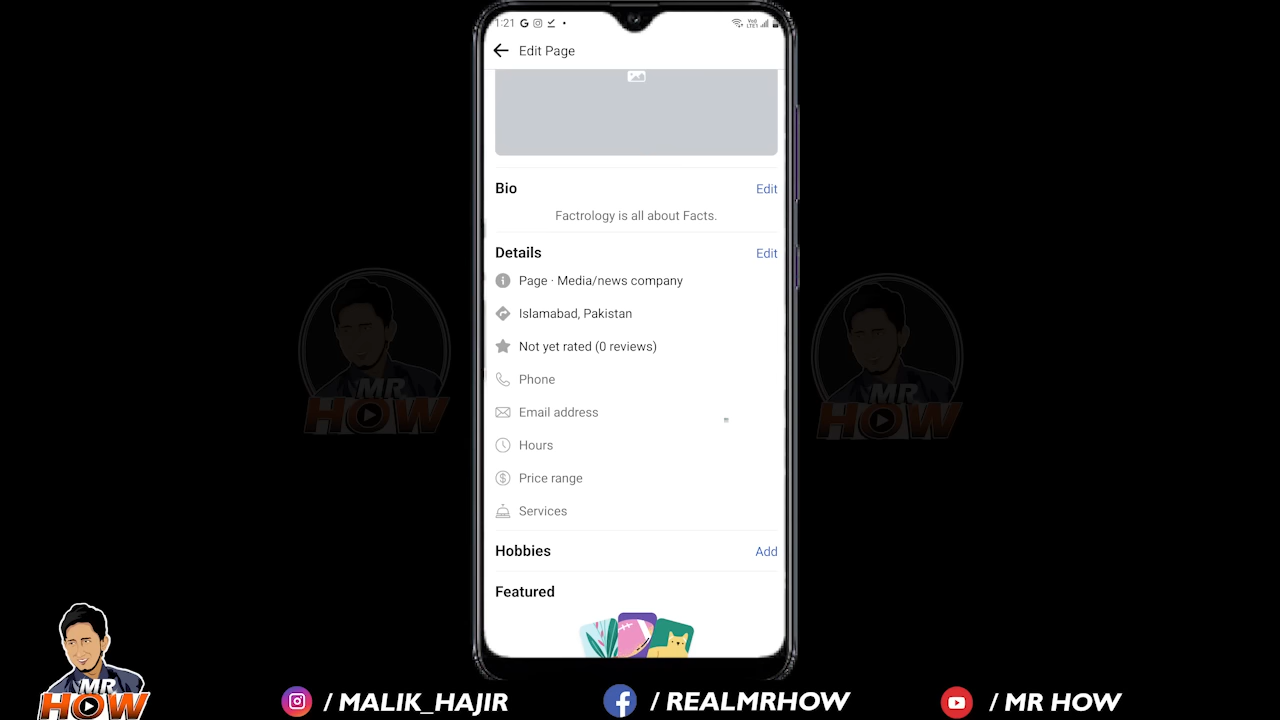 1:21
Edit Page
Bio
Edit
Factrology is all about Facts.
Details
Edit
Page · Media/news company
Islamabad, Pakistan
Not yet rated (0 reviews)
Phone
Email address
Hours
Price range
Services
Hobbies
Add
Featured
MR
HOW
MR
HOW
MR
HOW
/ MALIK_HAJIR
/ REALMRHOW
/ MR HOW